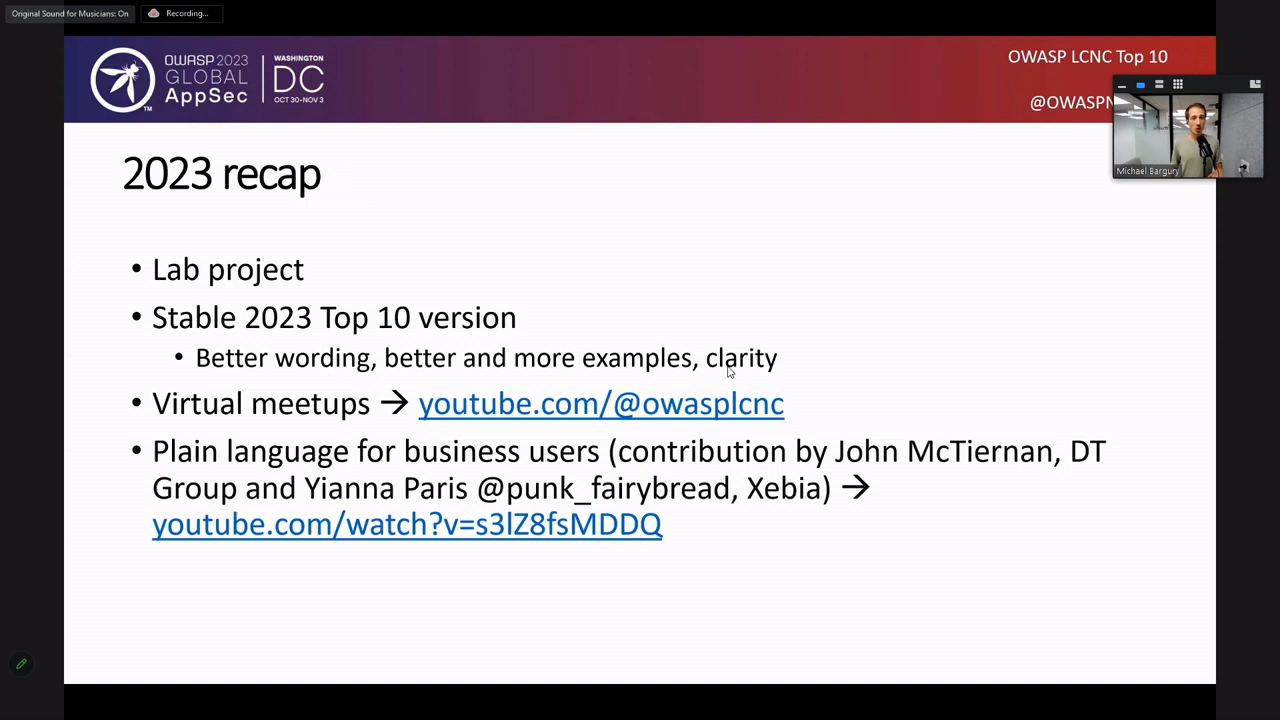 Original Sound for Musicians: On
Recording...
OWASP 2023
GLOBAL
AppSec
WASHINGTON
DC
OCT 30-NOV 3
OWASP LCNC Top 10
@OWASPN
Michael Bargury
2023 recap
• Lab project
• Stable 2023 Top 10 version
• Better wording, better and more examples, clarity
• Virtual meetups → youtube.com/@owasplcnc
• Plain language for business users (contribution by John McTiernan, DT
Group and Yianna Paris @punk_fairybread, Xebia) →
youtube.com/watch?v=s3lZ8fsMDDQ